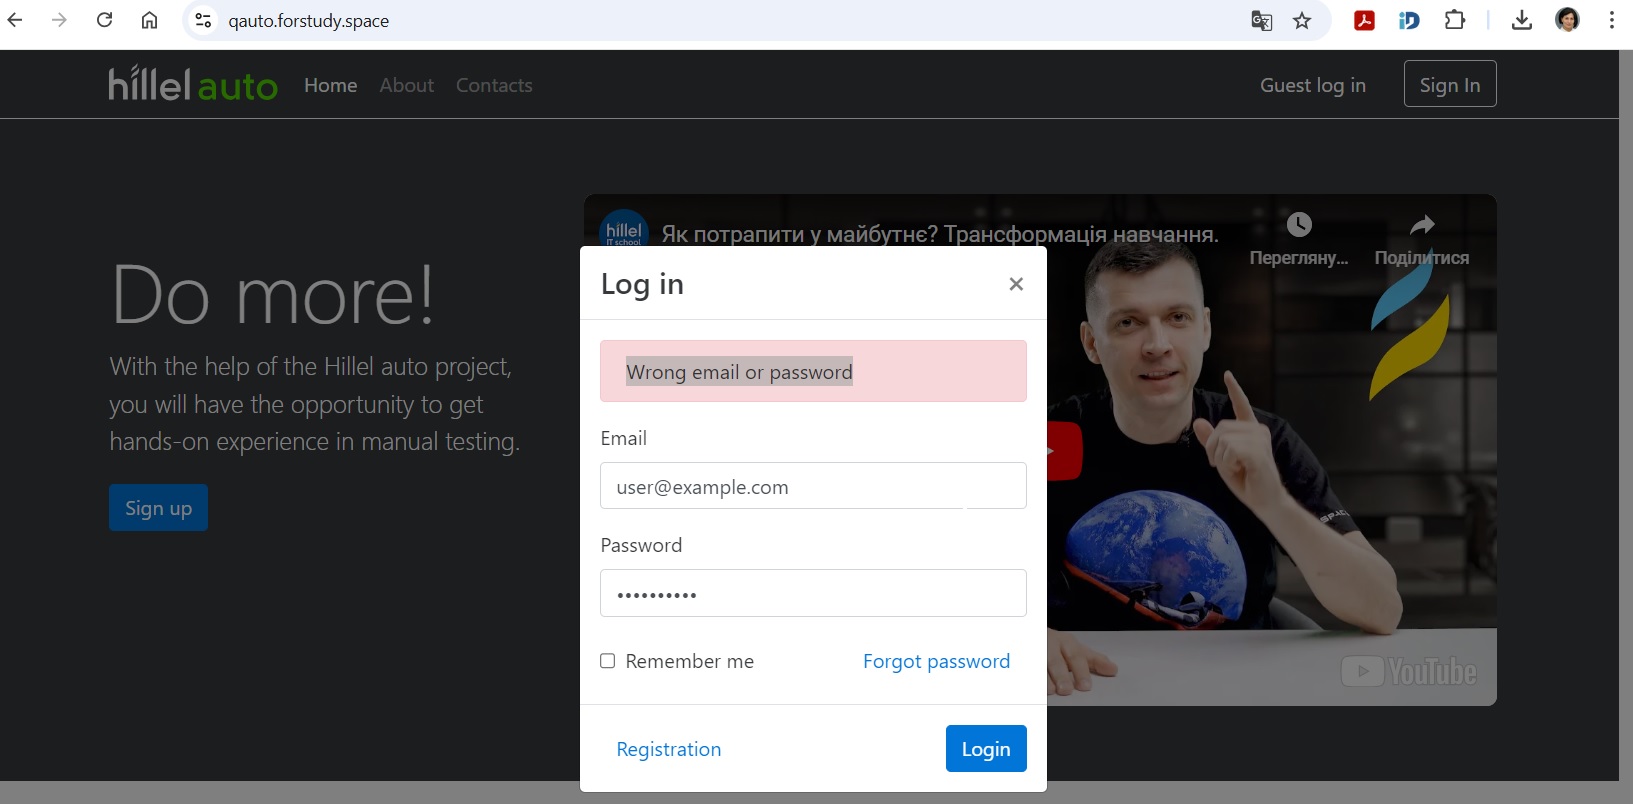 qauto.forstudy.space
hillel auto Home About Contacts Guest log in Sign In
Do more!
With the help of the Hillel auto project,
you will have the opportunity to get
hands-on experience in manual testing.
Sign up
hillel
IT school
Як потрапити у майбутнє? Трансформація навчання.
Перегляну...
Поділитися
Log in
×
Wrong email or password
Email
user@example.com
Password
••••••••••
Remember me Forgot password
Registration Login
YouTube